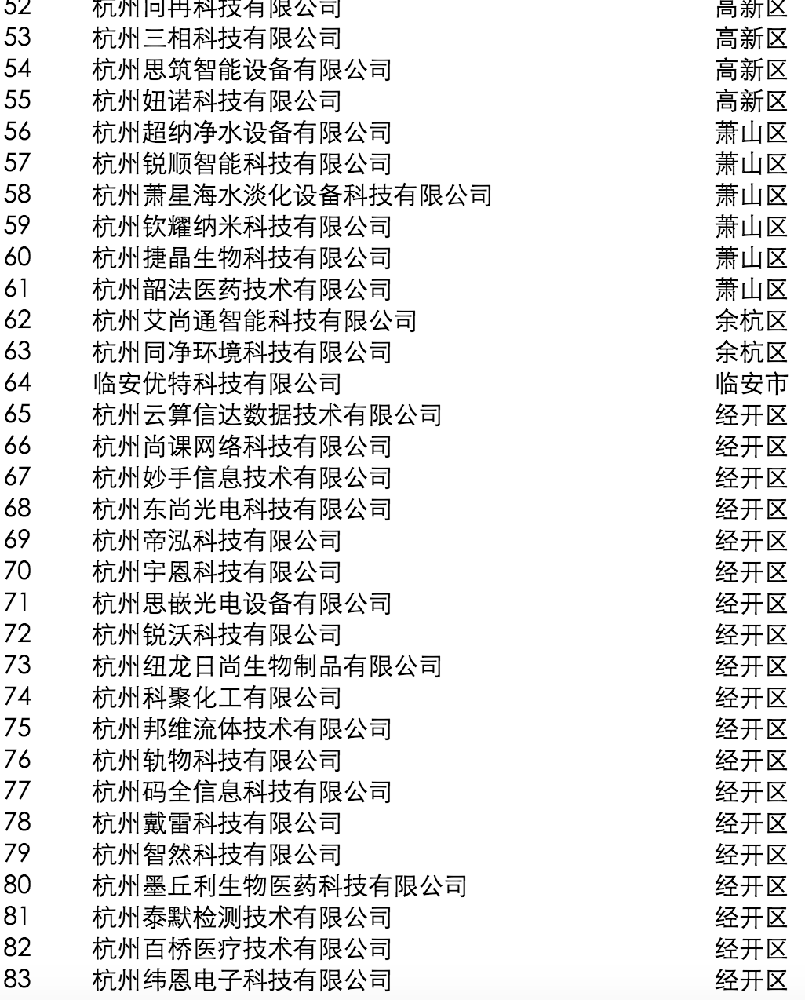 52 杭州问冉科技有限公司 高新区
53 杭州三相科技有限公司 高新区
54 杭州思筑智能设备有限公司 高新区
55 杭州妞诺科技有限公司 高新区
56 杭州超纳净水设备有限公司 萧山区
57 杭州锐顺智能科技有限公司 萧山区
58 杭州萧星海水淡化设备科技有限公司 萧山区
59 杭州钦耀纳米科技有限公司 萧山区
60 杭州捷晶生物科技有限公司 萧山区
61 杭州韶法医药技术有限公司 萧山区
62 杭州艾尚通智能科技有限公司 余杭区
63 杭州同净环境科技有限公司 余杭区
64 临安优特科技有限公司 临安市
65 杭州云算信达数据技术有限公司 经开区
66 杭州尚课网络科技有限公司 经开区
67 杭州妙手信息技术有限公司 经开区
68 杭州东尚光电科技有限公司 经开区
69 杭州帝泓科技有限公司 经开区
70 杭州宇恩科技有限公司 经开区
71 杭州思嵌光电设备有限公司 经开区
72 杭州锐沃科技有限公司 经开区
73 杭州纽龙日尚生物制品有限公司 经开区
74 杭州科聚化工有限公司 经开区
75 杭州邦维流体技术有限公司 经开区
76 杭州轨物科技有限公司 经开区
77 杭州码全信息科技有限公司 经开区
78 杭州戴雷科技有限公司 经开区
79 杭州智然科技有限公司 经开区
80 杭州墨丘利生物医药科技有限公司 经开区
81 杭州泰默检测技术有限公司 经开区
82 杭州百桥医疗技术有限公司 经开区
83 杭州纬恩电子科技有限公司 经开区